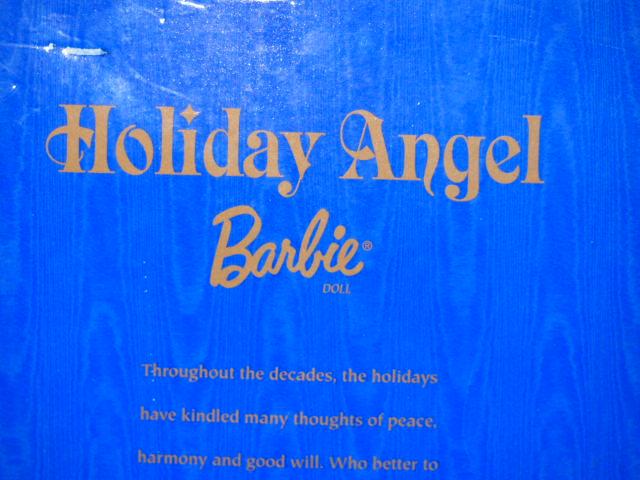 Holiday Angel
Barbie®
DOLL
Throughout the decades, the holidays
have kindled many thoughts of peace,
harmony and good will. Who better to